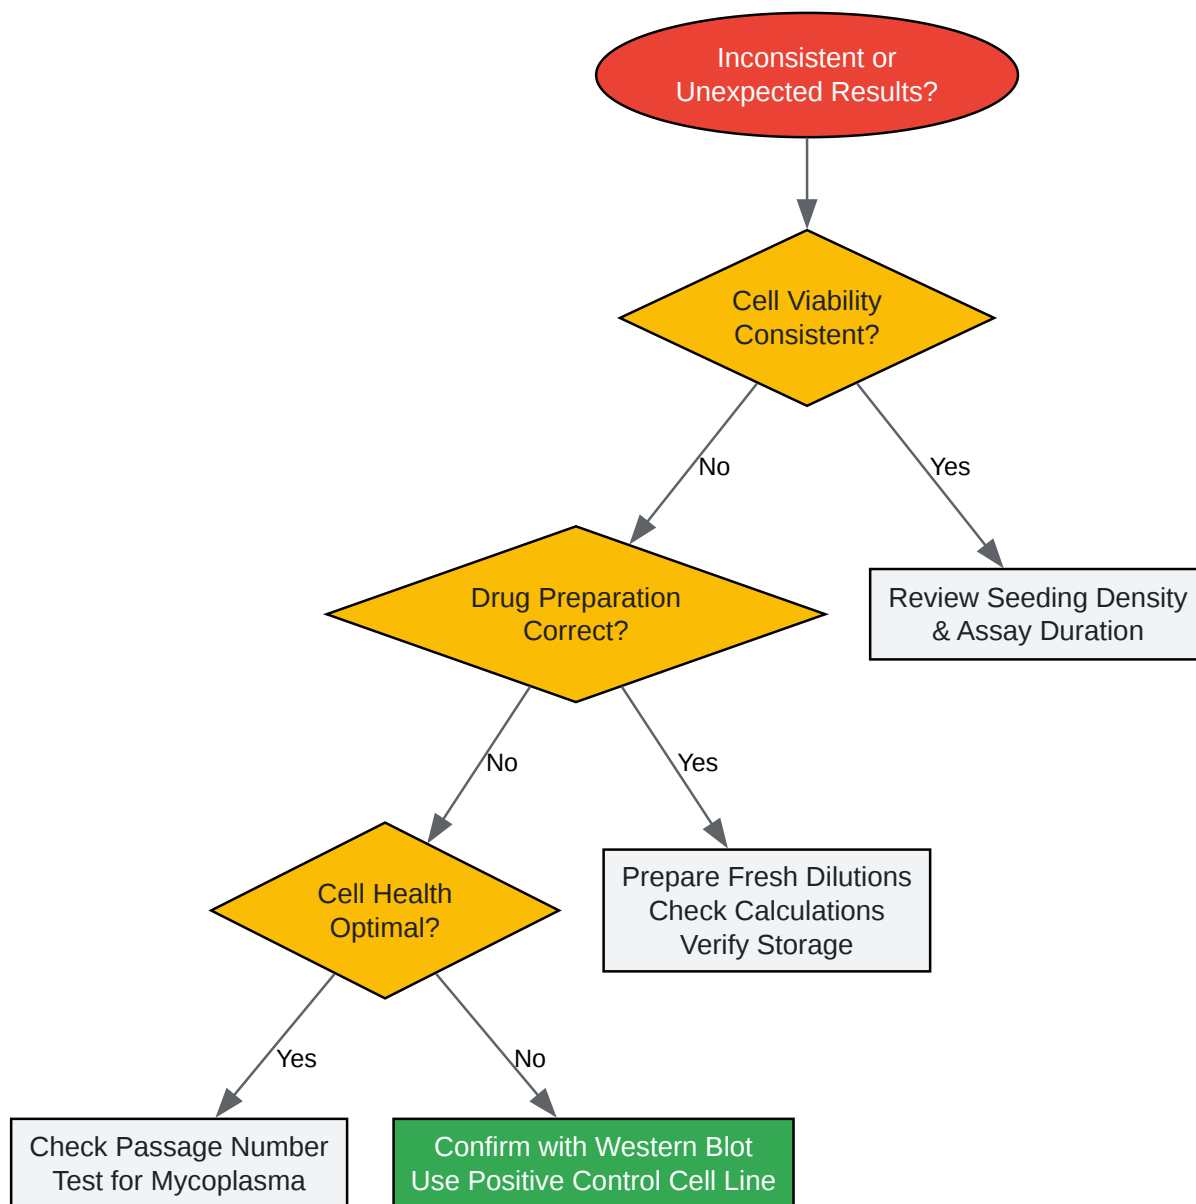 Inconsistent or
Unexpected Results?
Cell Viability
Consistent?
No
Yes
Drug Preparation
Correct?
Review Seeding Density
& Assay Duration
No
Yes
Cell Health
Optimal?
Prepare Fresh Dilutions
Check Calculations
Verify Storage
Yes
No
Check Passage Number
Test for Mycoplasma
Confirm with Western Blot
Use Positive Control Cell Line